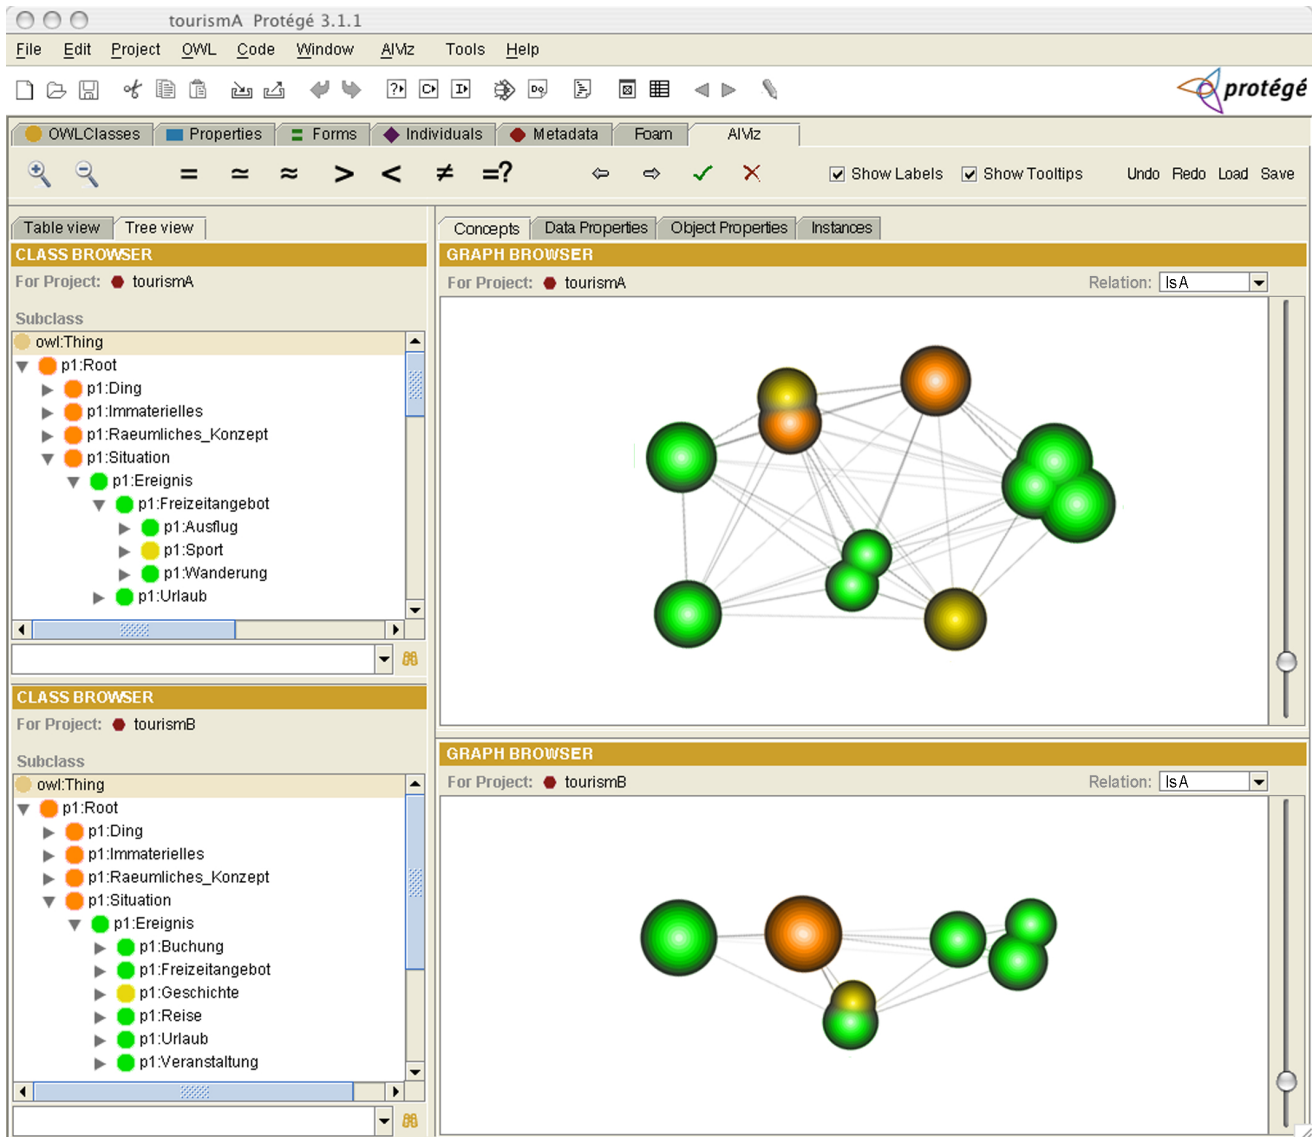 tourismA Protégé 3.1.1
File Edit Project OWL Code Window AlViz Tools Help
protégé
OWLClasses Properties Forms Individuals Metadata Foam AlViz
= ≃ ≈ > < ≠ =? Show Labels Show Tooltips Undo Redo Load Save
Table view Tree view
Concepts Data Properties Object Properties Instances
CLASS BROWSER
GRAPH BROWSER
For Project: tourismA
For Project: tourismA Relation: IsA
Subclass
owl:Thing
p1:Root
p1:Ding
p1:Immaterielles
p1:Raeumliches_Konzept
p1:Situation
p1:Ereignis
p1:Freizeitangebot
p1:Ausflug
p1:Sport
p1:Wanderung
p1:Urlaub
CLASS BROWSER
For Project: tourismB
Subclass
owl:Thing
p1:Root
p1:Ding
p1:Immaterielles
p1:Raeumliches_Konzept
p1:Situation
p1:Ereignis
p1:Buchung
p1:Freizeitangebot
p1:Geschichte
p1:Reise
p1:Urlaub
p1:Veranstaltung
GRAPH BROWSER
For Project: tourismB Relation: IsA